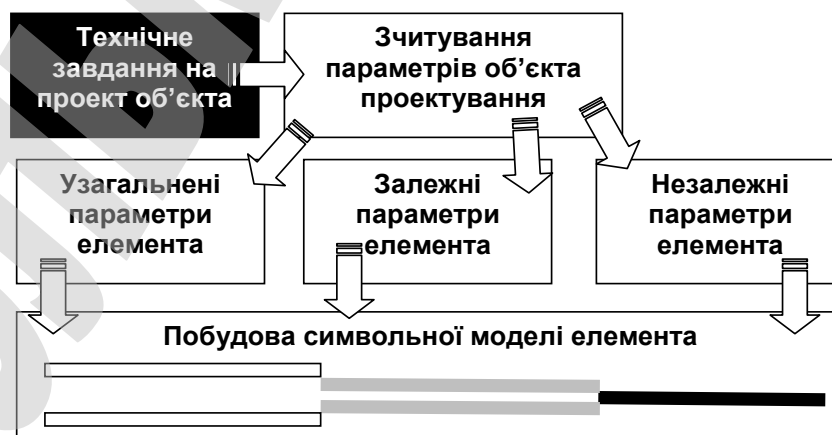 Технічне
завдання на
проект об’єкта
Зчитування
параметрів об’єкта
проектування
Узагальнені
параметри
елемента
Залежні
параметри
елемента
Незалежні
параметри
елемента
Побудова символьної моделі елемента